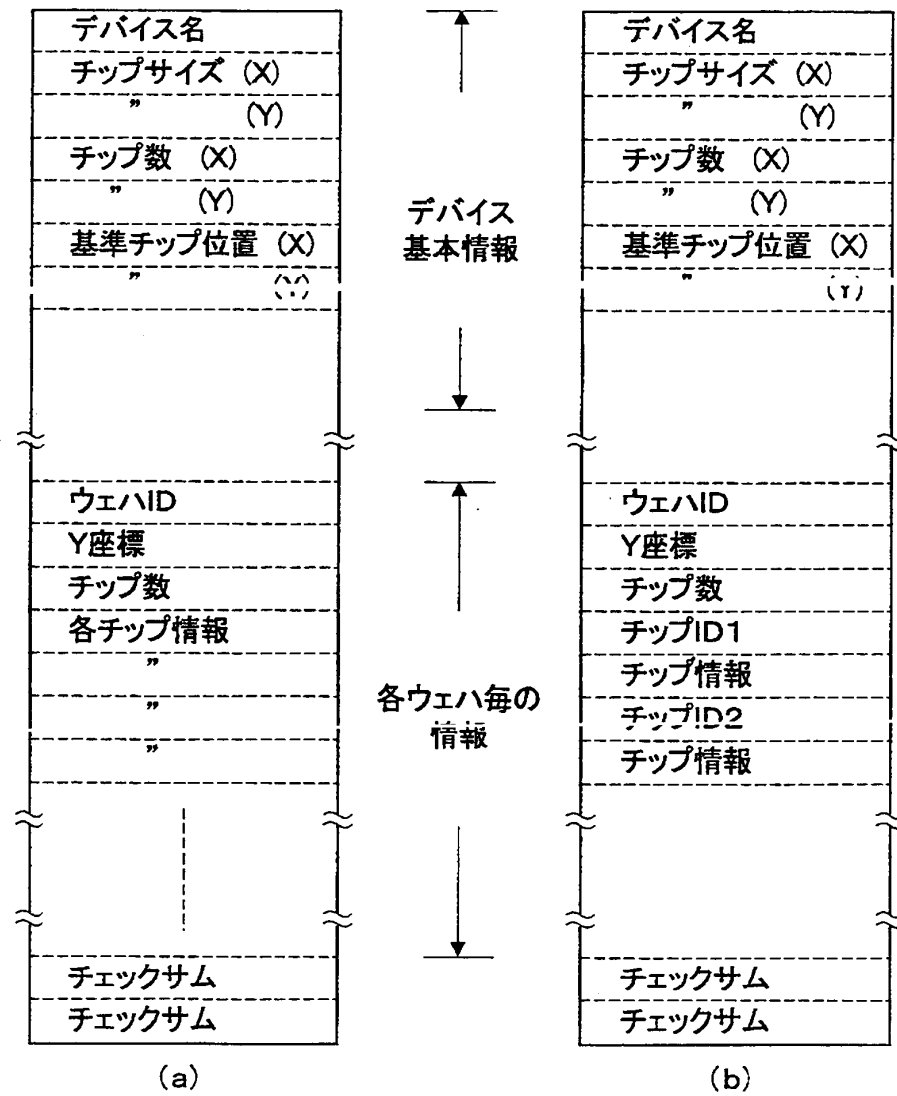 デバイス名
チップサイズ (X)
〃 (Y)
チップ数 (X)
〃 (Y)
基準チップ位置 (X)
〃 (Y)
ウェハID
Y座標
チップ数
各チップ情報
〃
〃
〃
チェックサム
チェックサム
(a)
デバイス
基本情報
各ウェハ毎の
情報
デバイス名
チップサイズ (X)
〃 (Y)
チップ数 (X)
〃 (Y)
基準チップ位置 (X)
〃 (Y)
ウェハID
Y座標
チップ数
チップID1
チップ情報
チップID2
チップ情報
チェックサム
チェックサム
(b)